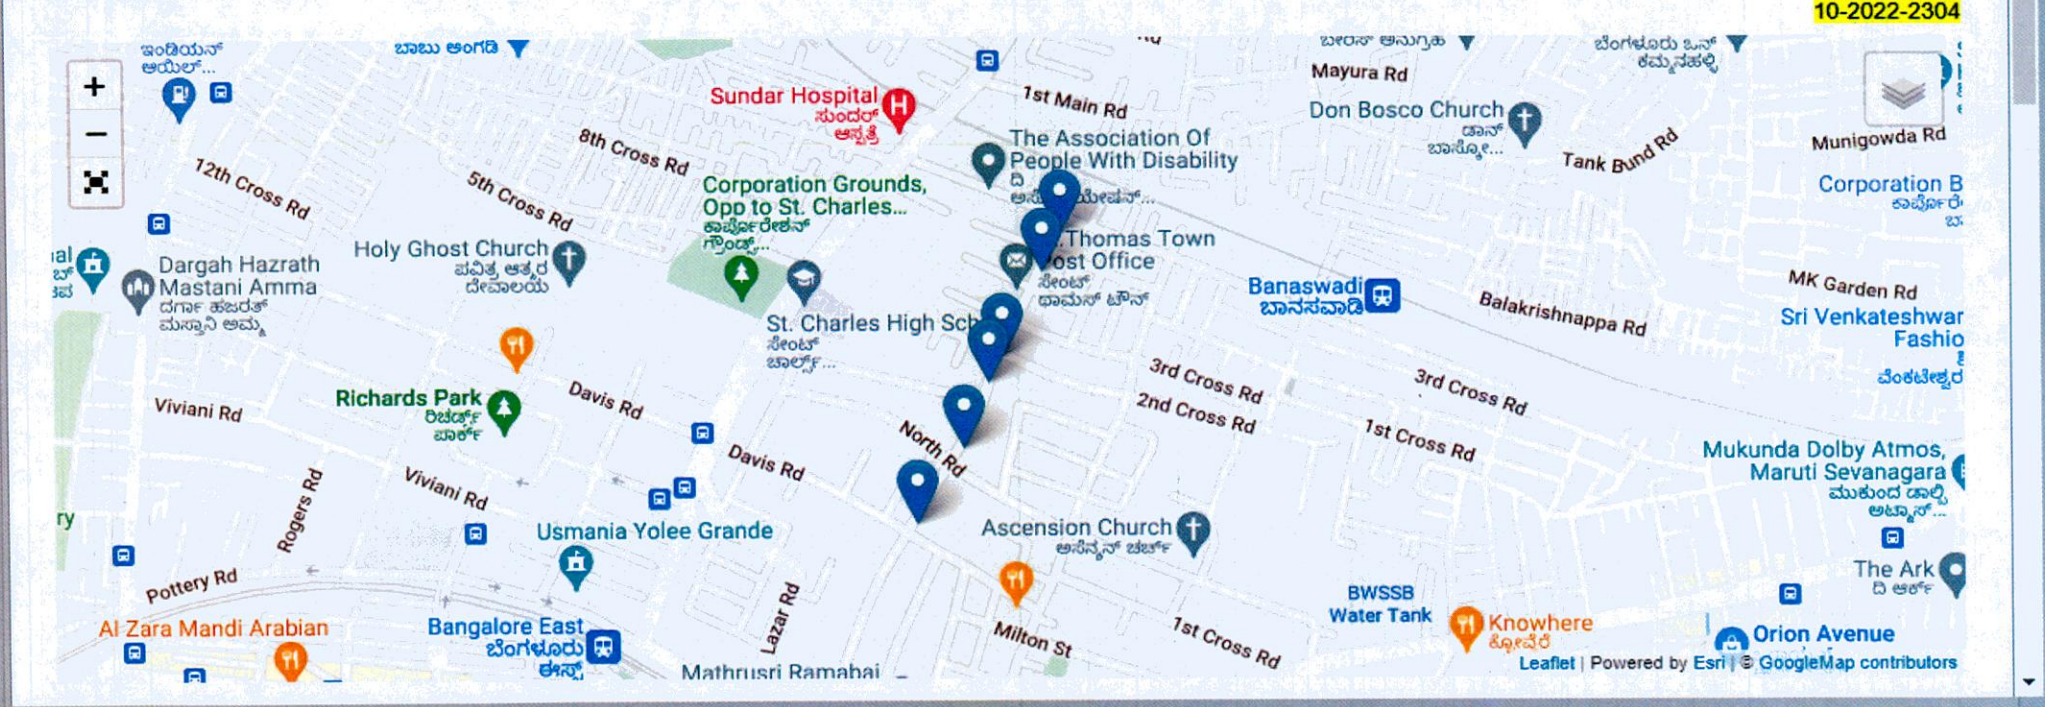 10-2022-2304
ಇಂಡಿಯನ್
ಆಯಿಲ್...
ಬಾಬು ಅಂಗಡಿ
ಬೆಂಗಳೂರು ಒನ್
ಕಮ್ಮನಹಳ್ಳಿ
+
−
Mayura Rd
1st Main Rd
Sundar Hospital
ಸುಂದರ್
ಆಸ್ಪತ್ರೆ
Don Bosco Church
ಡಾನ್
ಬಾಸ್ಕೋ...
Tank Bund Rd
Munigowda Rd
8th Cross Rd
12th Cross Rd
5th Cross Rd
The Association Of
People With Disability
ದಿ
Corporation Grounds,
Opp to St. Charles...
ಕಾರ್ಪೊರೇಶನ್
ಗ್ರೌಂಡ್ಸ್,...
Corporation B
Holy Ghost Church
ಪವಿತ್ರ ಆತ್ಮರ
ದೇವಾಲಯ
Dargah Hazrath
Mastani Amma
ದರ್ಗಾ ಹಜರತ್
ಮಸ್ತಾನಿ ಅಮ್ಮ
Thomas Town
ost Office
ಸೇಂಟ್
ಥಾಮಸ್ ಟೌನ್
Banaswadi
ಬಾನಸವಾಡಿ
MK Garden Rd
Balakrishnappa Rd
Sri Venkateshwar
Fashio
ವೆಂಕಟೇಶ್ವರ
St. Charles High Sch
ಸೇಂಟ್
ಚಾರ್ಲ್ಸ್...
3rd Cross Rd
3rd Cross Rd
2nd Cross Rd
1st Cross Rd
Richards Park
ರಿಚರ್ಡ್ಸ್
ಪಾರ್ಕ್
Davis Rd
Viviani Rd
North Rd
Davis Rd
Viviani Rd
Rogers Rd
Mukunda Dolby Atmos,
Maruti Sevanagara
ಮುಕುಂದ ಡಾಲ್ಬಿ
ಅಟ್ಮಾಸ್...
ry
Usmania Yolee Grande
Ascension Church
ಅಸೆನ್ಶನ್ ಚರ್ಚ್
The Ark
ದಿ ಆರ್ಕ್
Pottery Rd
Lazar Rd
BWSSB
Water Tank
Al Zara Mandi Arabian
Bangalore East
ಬೆಂಗಳೂರು
ಈಸ್ಟ್
Milton St
1st Cross Rd
Knowhere
Orion Avenue
Mathrusri Ramabai
Leaflet | Powered by Esri | © GoogleMap contributors